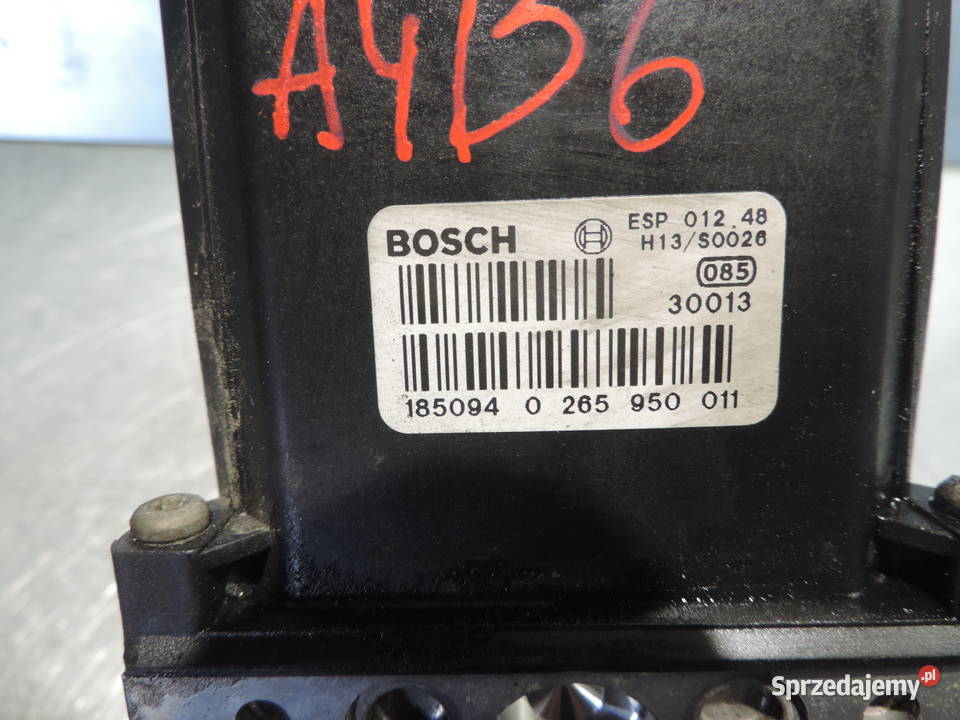 A4B6
BOSCH
ESP 012.48
H13/S0026
085
30013
185094 0 265 950 011
Sprzedajemy.pl